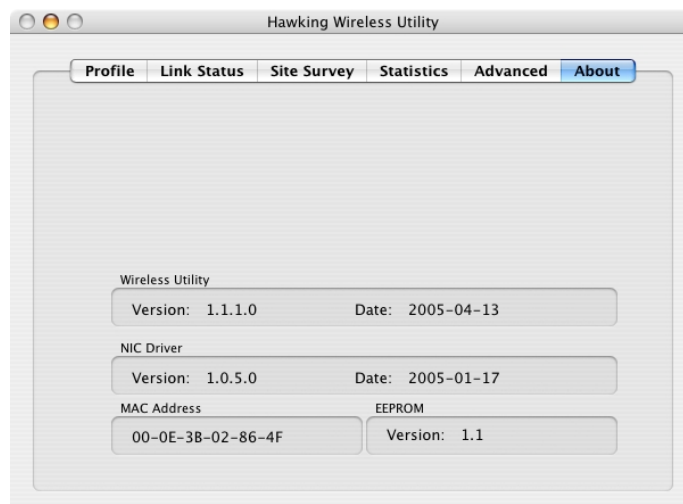 Hawking Wireless Utility
Profile Link Status Site Survey Statistics Advanced About
Wireless Utility
Version: 1.1.1.0 Date: 2005-04-13
NIC Driver
Version: 1.0.5.0 Date: 2005-01-17
MAC Address EEPROM
00-0E-3B-02-86-4F Version: 1.1